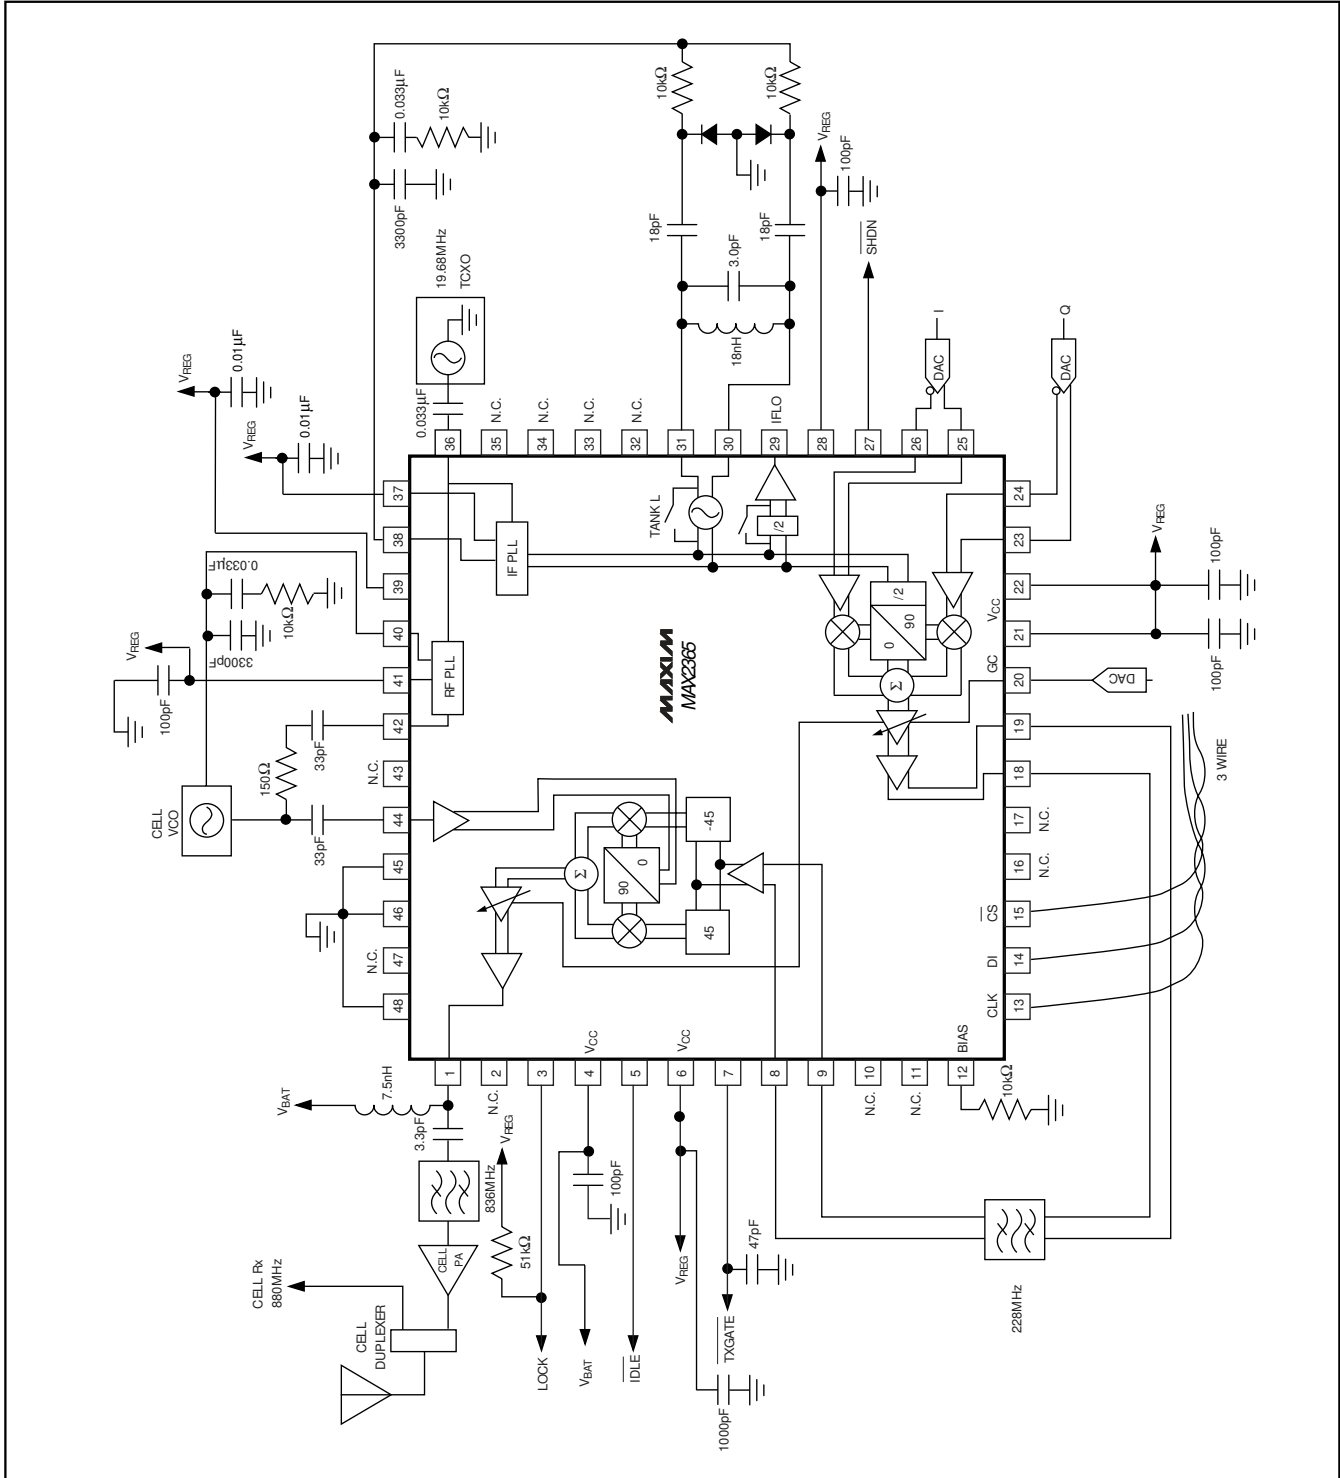 0.033µF
10kΩ
3300pF
19.68MHz
TCXO
0.033µF
VREG
0.01µF
VREG
0.01µF
10kΩ
10kΩ
18pF
18pF
3.0pF
18nH
VREG
100pF
SHDN
I
DAC
Q
DAC
36
35
N.C.
34
N.C.
33
N.C.
32
N.C.
31
30
29
IFLO
28
27
26
25
37
38
39
40
41
42
43
N.C.
44
45
46
47
N.C.
48
0.033µF
10kΩ
3300pF
VREG
100pF
150Ω
33pF
33pF
CELL
VCO
IF PLL
RF PLL
TANK L
/2
/2
0
90
Σ
MAXIM
MAX2365
Σ
90
0
-45
45
24
23
22
21
VCC
20
GC
19
18
17
N.C.
16
N.C.
15
CS
14
DI
13
CLK
VREG
100pF
100pF
DAC
3 WIRE
1
2
N.C.
3
4
VCC
5
6
VCC
7
8
9
10
N.C.
11
N.C.
12
BIAS
10kΩ
VBAT
7.5nH
3.3pF
836MHz
CELL
PA
CELL Rx
880MHz
CELL
DUPLEXER
VREG
51kΩ
LOCK
100pF
VBAT
IDLE
VREG
1000pF
TXGATE
47pF
228MHz